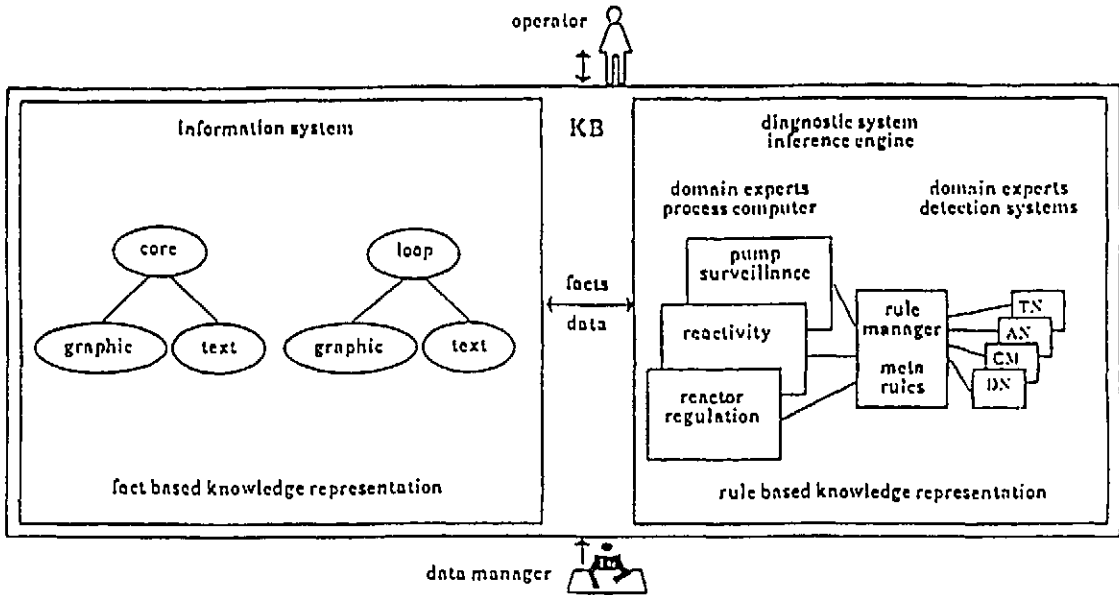 operator
information system
KB
diagnostic system
inference engine
domain experts
process computer
domain experts
detection systems
core
loop
graphic
text
graphic
text
facts
data
pump
surveillance
reactivity
reactor
regulation
rule
manager
meta
rules
TN
AN
CM
DN
fact based knowledge representation
rule based knowledge representation
data manager